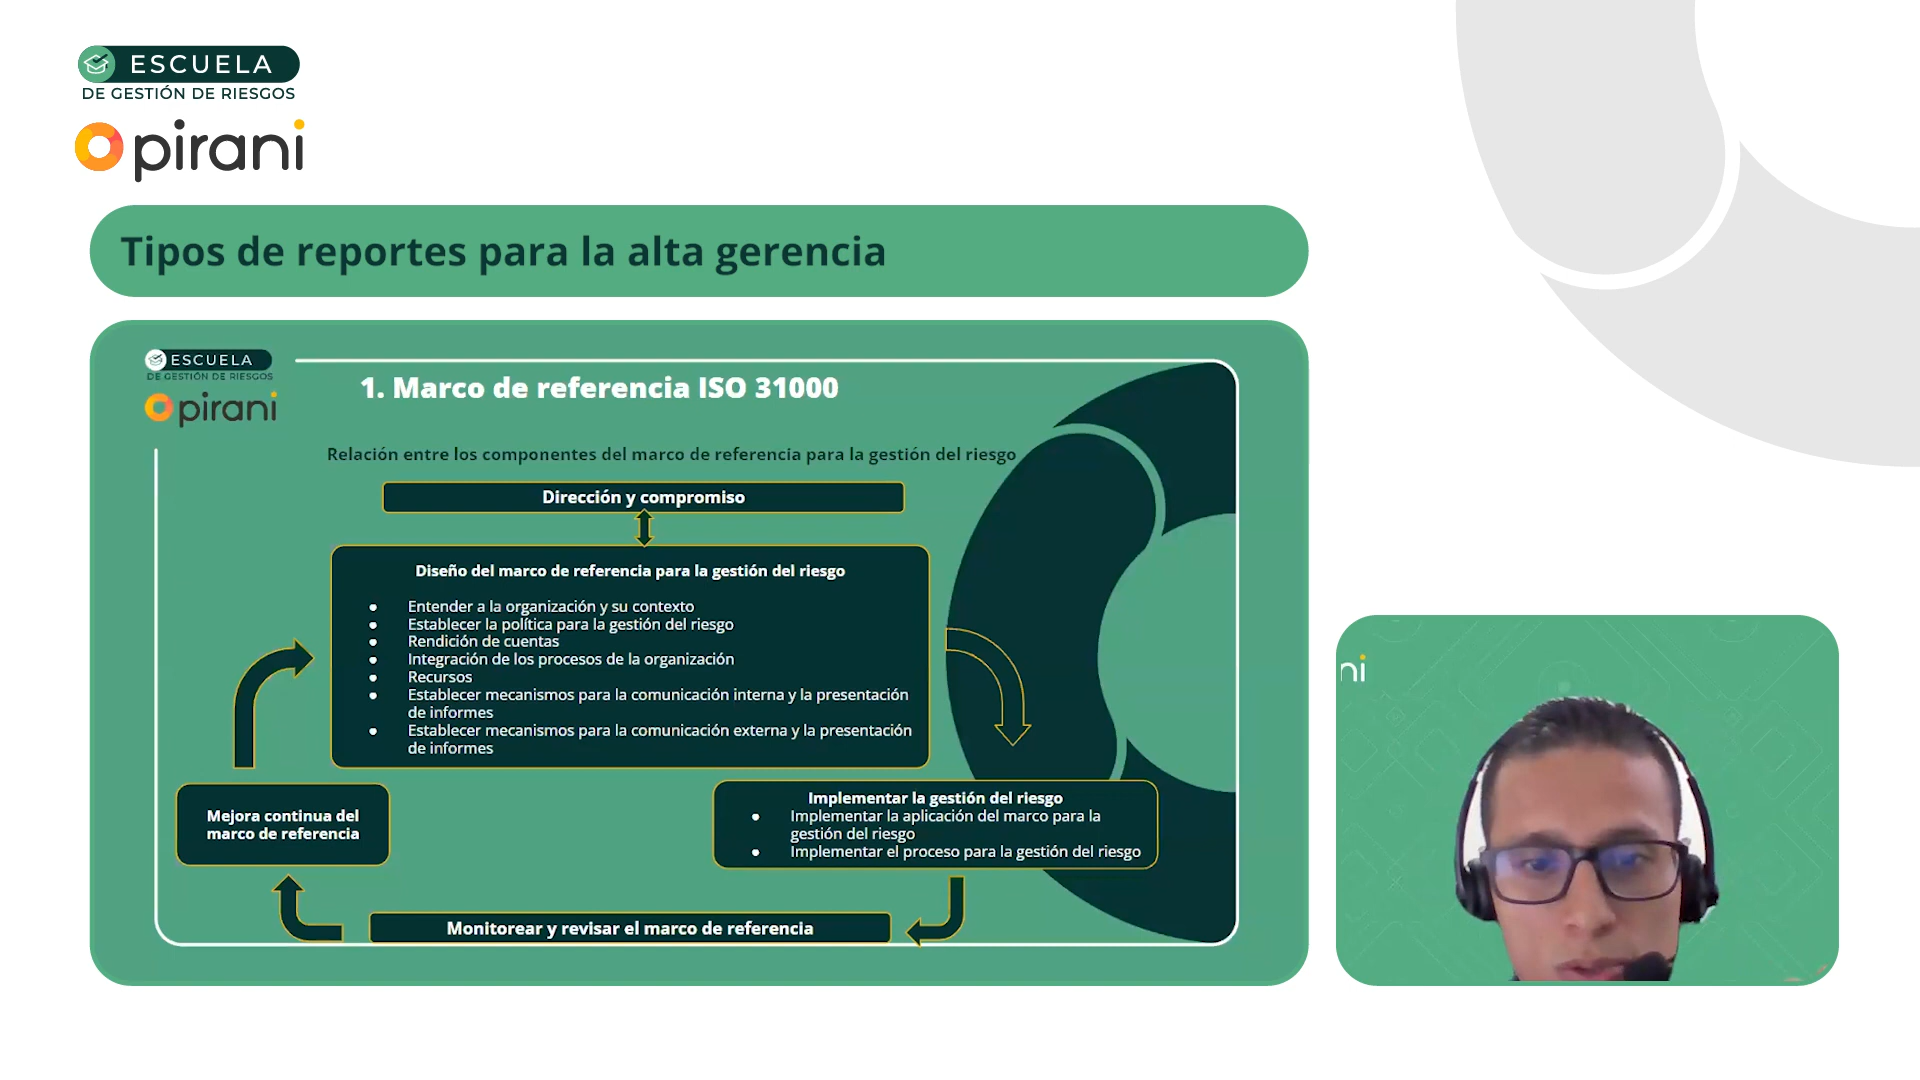 ESCUELA
DE GESTIÓN DE RIESGOS
pirani
Tipos de reportes para la alta gerencia
ESCUELA
DE GESTIÓN DE RIESGOS
pirani
1. Marco de referencia ISO 31000
Relación entre los componentes del marco de referencia para la gestión del riesgo
Dirección y compromiso
Diseño del marco de referencia para la gestión del riesgo
● Entender a la organización y su contexto
● Establecer la política para la gestión del riesgo
● Rendición de cuentas
● Integración de los procesos de la organización
● Recursos
● Establecer mecanismos para la comunicación interna y la presentación
de informes
● Establecer mecanismos para la comunicación externa y la presentación
de informes
Mejora continua del
marco de referencia
Implementar la gestión del riesgo
● Implementar la aplicación del marco para la
gestión del riesgo
● Implementar el proceso para la gestión del riesgo
Monitorear y revisar el marco de referencia
ni